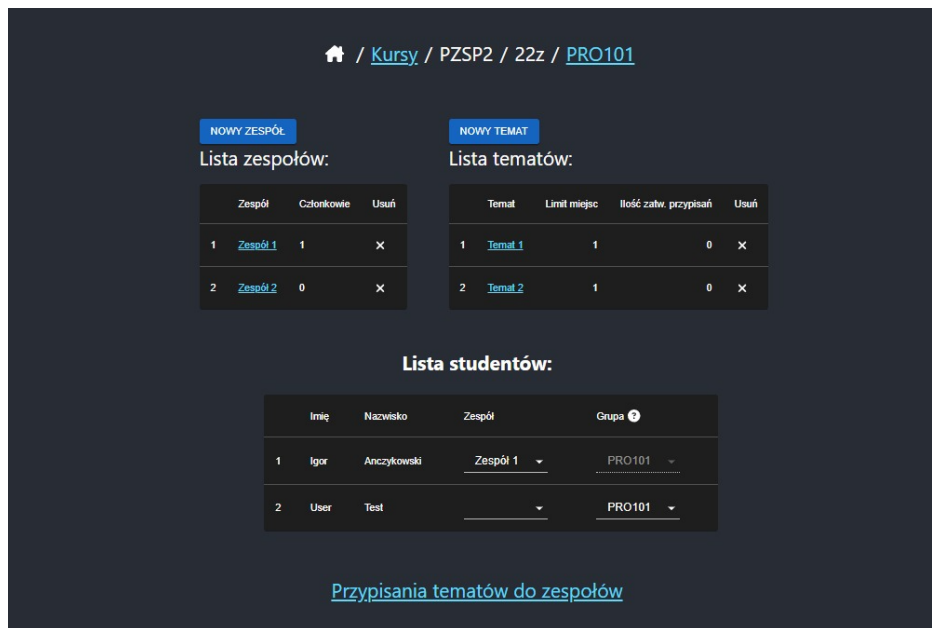 / Kursy / PZSP2 / 22z / PRO101
NOWY ZESPÓŁ
Lista zespołów:
Zespół Członkowie Usuń
1 Zespół 1 1 ✕
2 Zespół 2 0 ✕
NOWY TEMAT
Lista tematów:
Temat Limit miejsc Ilość zatw. przypisań Usuń
1 Temat 1 1 0 ✕
2 Temat 2 1 0 ✕
Lista studentów:
Imię Nazwisko Zespół Grupa ?
1 Igor Anczykowski Zespół 1 PRO101
2 User Test PRO101
Przypisania tematów do zespołów